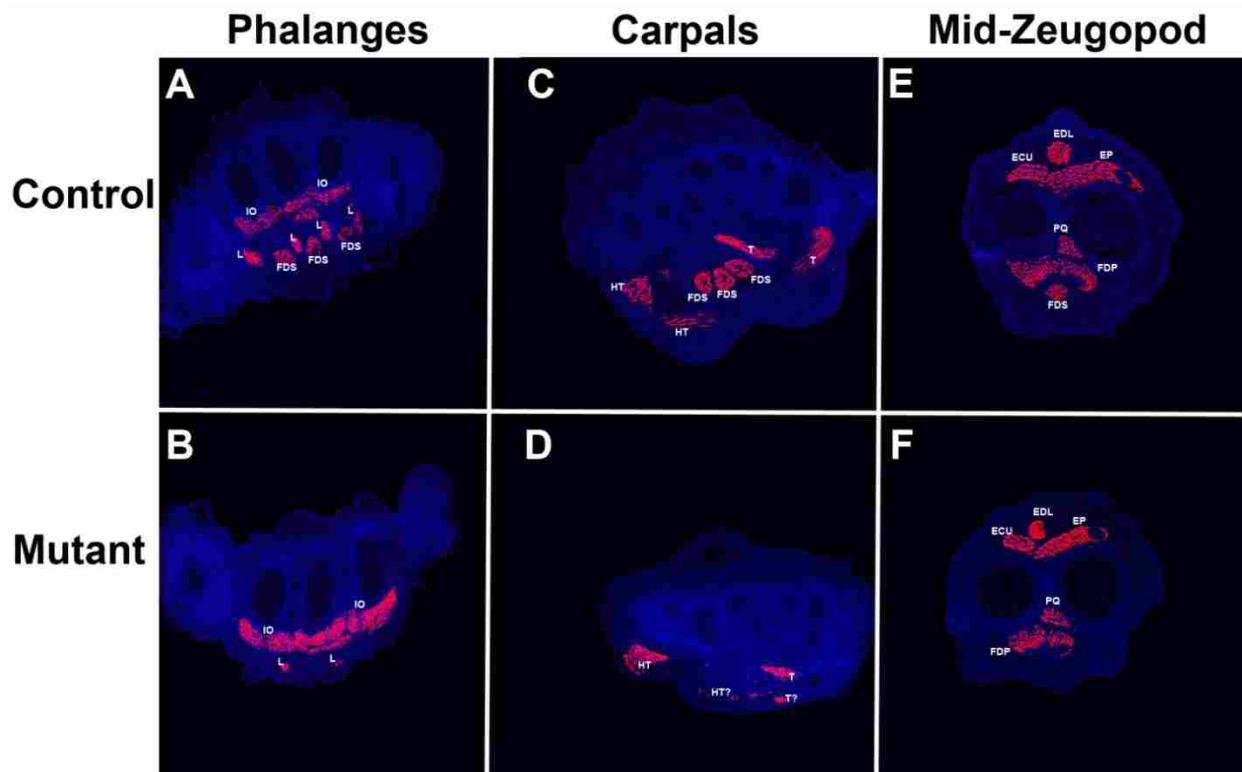 Phalanges Carpals Mid-Zeugopod
Control
A
IO
IO
L
L
L
L
FDS
FDS
FDS
C
T
T
HT
FDS
FDS
FDS
HT
E
EDL
ECU
EP
PQ
FDP
FDS
Mutant
B
IO
IO
L
L
D
HT
T
HT?
T?
F
EDL
ECU
EP
PQ
FDP